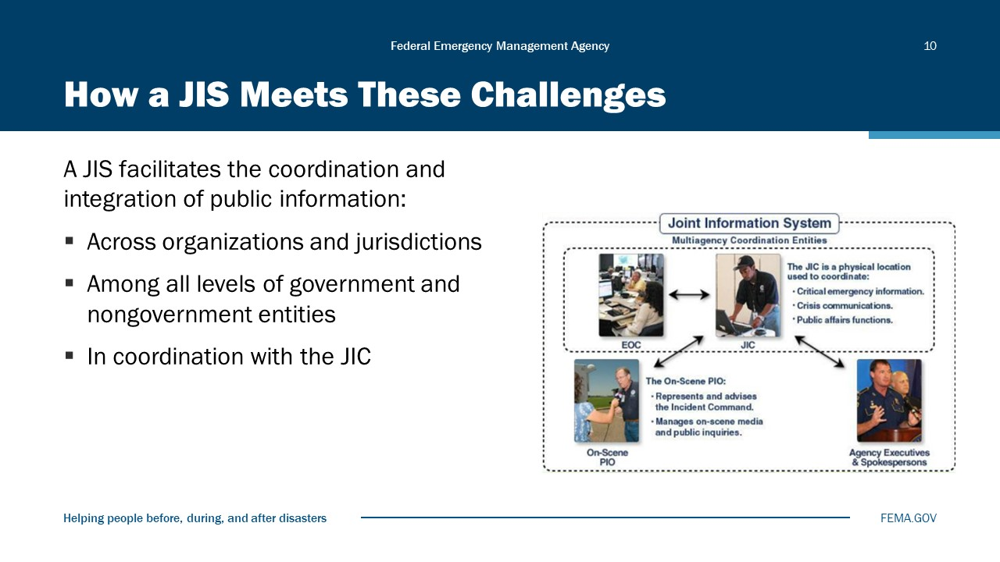 Federal Emergency Management Agency
10
How a JIS Meets These Challenges
A JIS facilitates the coordination and
integration of public information:
▪ Across organizations and jurisdictions
▪ Among all levels of government and
nongovernment entities
▪ In coordination with the JIC
Joint Information System
Multiagency Coordination Entities
The JIC is a physical location
used to coordinate:
• Critical emergency information.
• Crisis communications.
• Public affairs functions.
EOC
JIC
The On-Scene PIO:
• Represents and advises
the Incident Command.
• Manages on-scene media
and public inquiries.
On-Scene
PIO
Agency Executives
& Spokespersons
Helping people before, during, and after disasters
FEMA.GOV